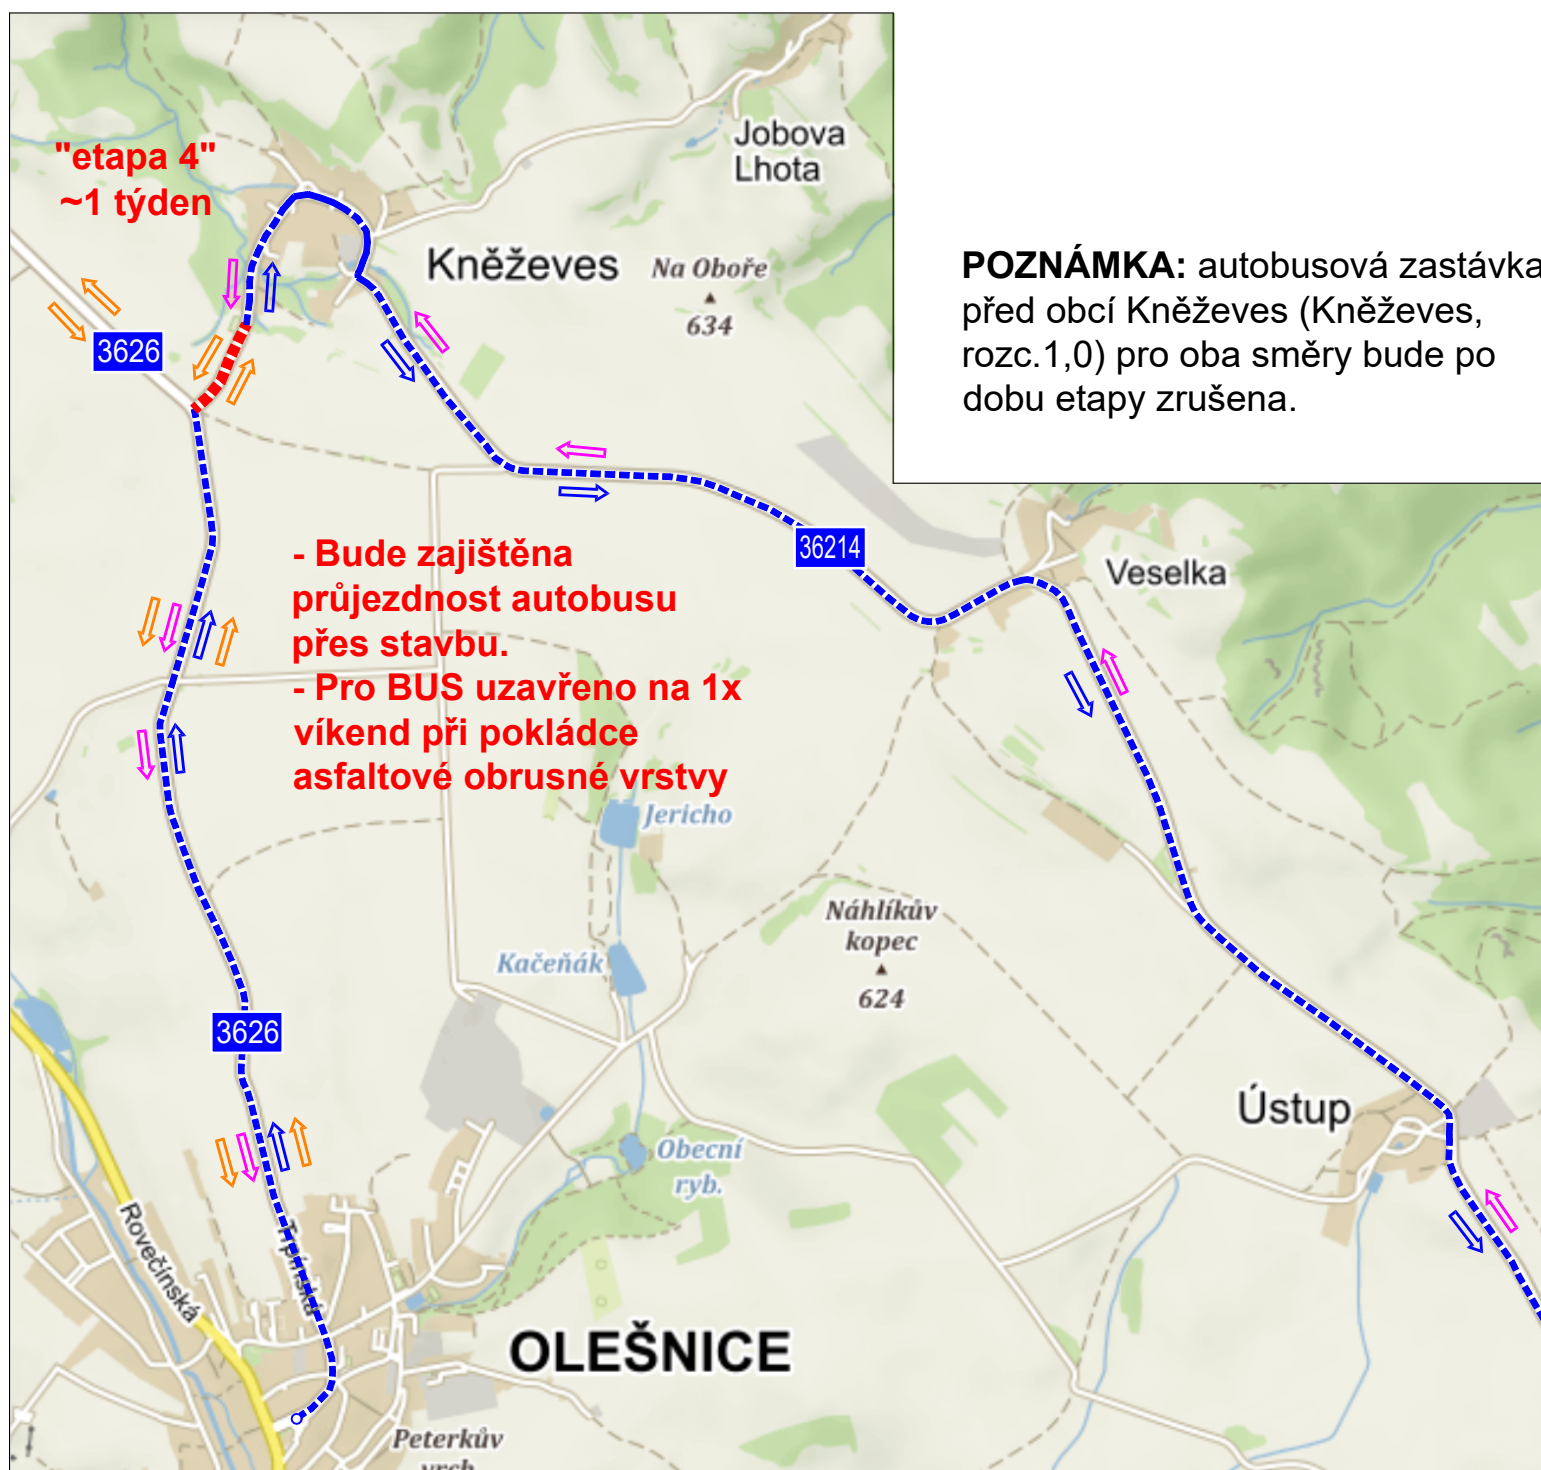 "etapa 4"
~1 týden
Jobova
Lhota
Kněževes
Na Oboře
634
3626
POZNÁMKA: autobusová zastávka
před obcí Kněževes (Kněževes,
rozc.1,0) pro oba směry bude po
dobu etapy zrušena.
36214
Veselka
- Bude zajištěna
průjezdnost autobusu
přes stavbu.
- Pro BUS uzavřeno na 1x
víkend při pokládce
asfaltové obrusné vrstvy
Jericho
Náhlíkův
kopec
624
Kačeňák
3626
Ústup
Obecní
ryb.
Rovečínská
Trpínská
OLEŠNICE
Peterkův
vrch